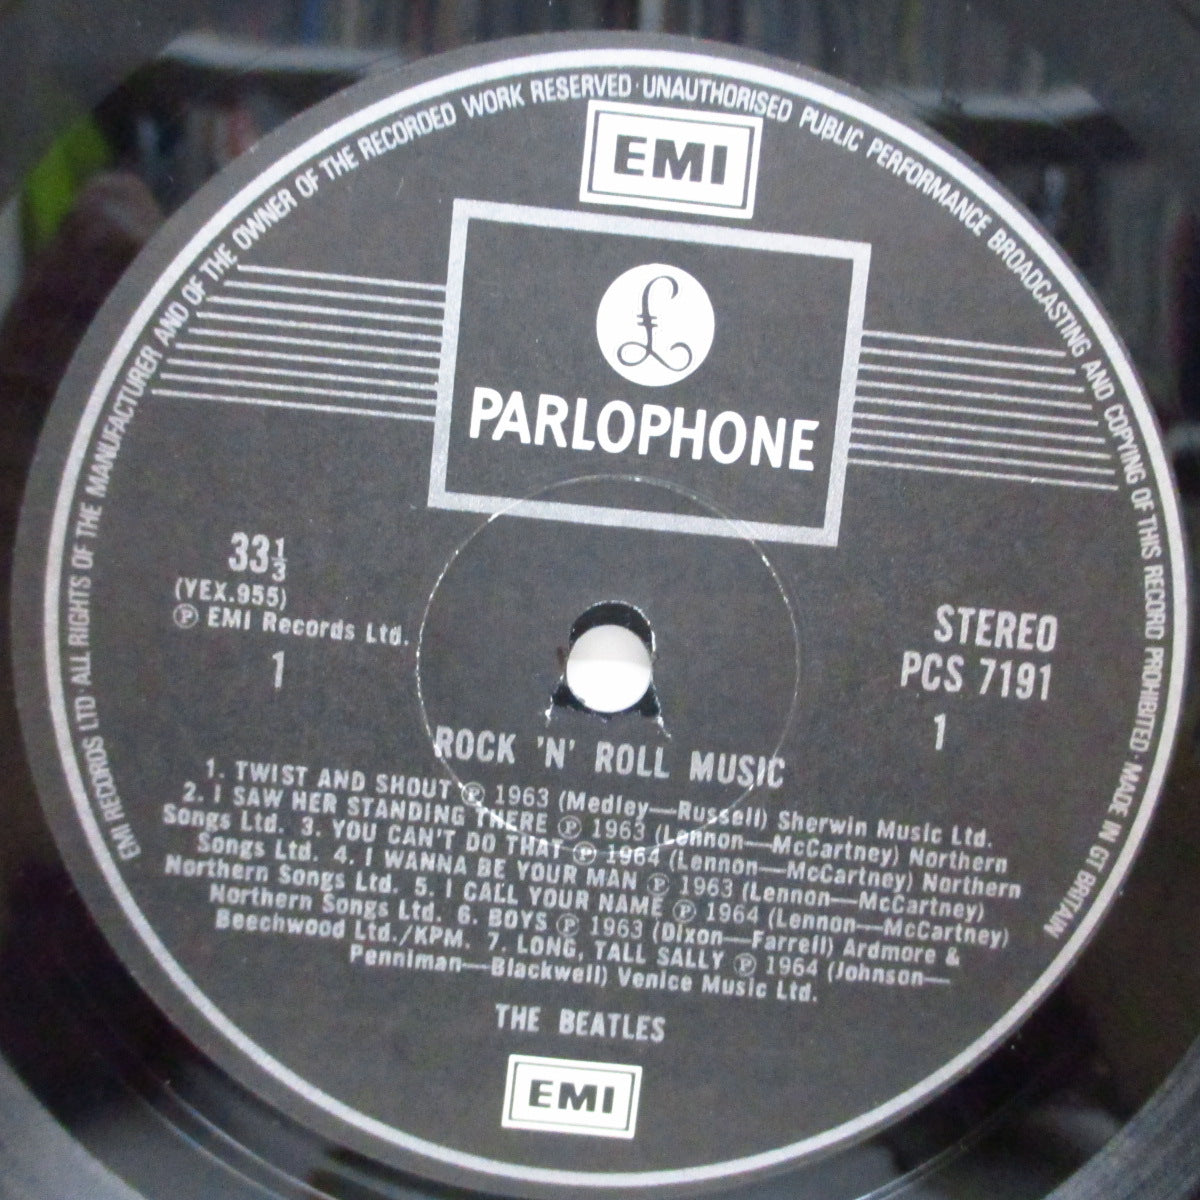 EMI RECORDS LTD · ALL RIGHTS OF THE MANUFACTURER AND OF THE OWNER OF THE RECORDED WORK RESERVED · UNAUTHORISED PUBLIC PERFORMANCE BROADCASTING AND COPYING OF THIS RECORD PROHIBITED · MADE IN GT BRITAIN
EMI
£
PARLOPHONE
33⅓
(YEX.955)
Ⓟ EMI Records Ltd.
1
STEREO
PCS 7191
1
ROCK 'N' ROLL MUSIC
1. TWIST AND SHOUT Ⓟ 1963 (Medley—Russell) Sherwin Music Ltd.
2. I SAW HER STANDING THERE Ⓟ 1963 (Lennon—McCartney) Northern
Songs Ltd. 3. YOU CAN'T DO THAT Ⓟ 1964 (Lennon—McCartney) Northern
Songs Ltd. 4. I WANNA BE YOUR MAN Ⓟ 1963 (Lennon—McCartney)
Northern Songs Ltd. 5. I CALL YOUR NAME Ⓟ 1964 (Lennon—McCartney)
Northern Songs Ltd. 6. BOYS Ⓟ 1963 (Dixon—Farrell) Ardmore &
Beechwood Ltd./KPM. 7. LONG, TALL SALLY Ⓟ 1964 (Johnson—
Penniman—Blackwell) Venice Music Ltd.
THE BEATLES
EMI